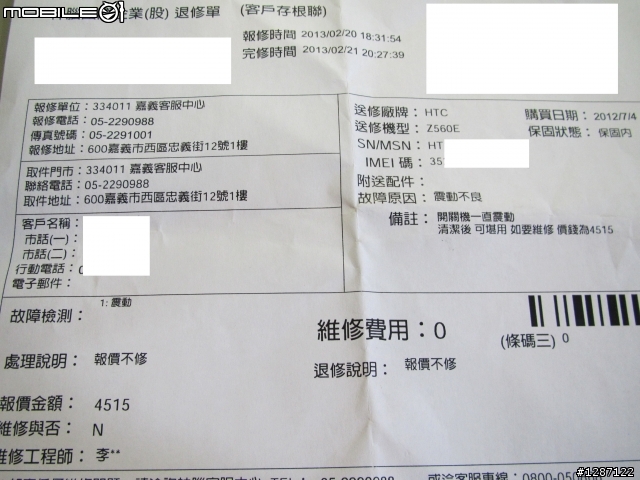 MOBILE01
業(股) 退修單 (客戶存根聯)
報修時間 2013/02/20 18:31:54
完修時間 2013/02/21 20:27:39
報修單位：334011 嘉義客服中心
報修電話：05-2290988
傳真號碼：05-2291001
報修地址：600嘉義市西區忠義街12號1樓
取件門市：334011 嘉義客服中心
聯絡電話：05-2290988
取件地址：600嘉義市西區忠義街12號1樓
客戶名稱：
市話(一)：
市話(二)：
行動電話：0
電子郵件：
送修廠牌：HTC 購買日期：2012/7/4
送修機型：Z560E 保固狀態：保固內
SN/MSN：HT
IMEI 碼：35
附送配件：
故障原因：震動不良
備註：開關機一直震動
清潔後 可堪用 如要維修 價錢為4515
故障檢測：1: 震動
維修費用：0
(條碼三) 0
處理說明：報價不修
退修說明：報價不修
報價金額：4515
維修與否：N
維修工程師：李**
或洽客服專線：0800-050
#1287122